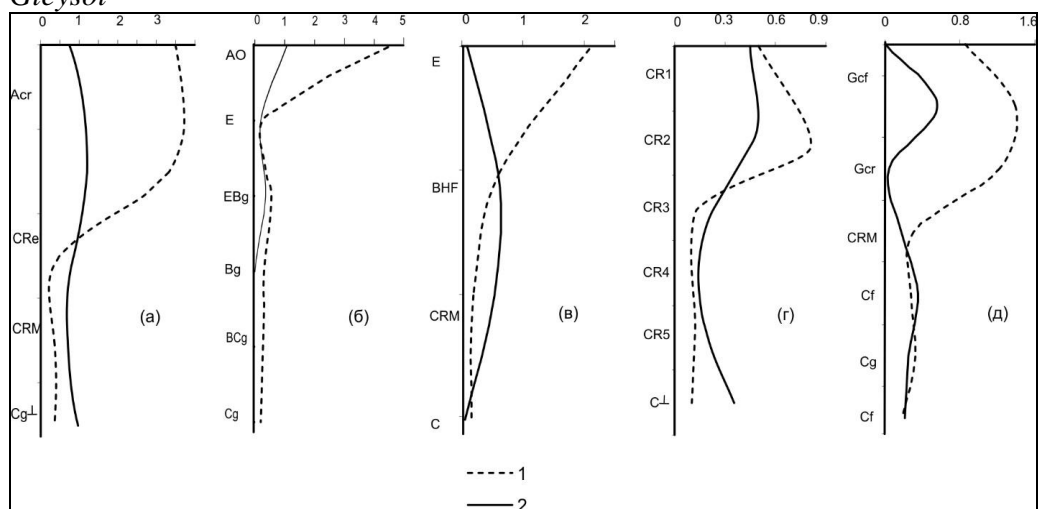 Gleysol
0 1 2 3
Acr
CRe
CRM
Cg⊥
(а)
0 1 2 3 4 5
AO
E
EBg
Bg
BCg
Cg
(б)
0 1 2
E
BHF
CRM
C
(в)
0 0.3 0.6 0.9
CR1
CR2
CR3
CR4
CR5
C⊥
(г)
0 0.8 1.6
Gcf
Gcr
CRM
Cf
Cg
Cf
(д)
1
2